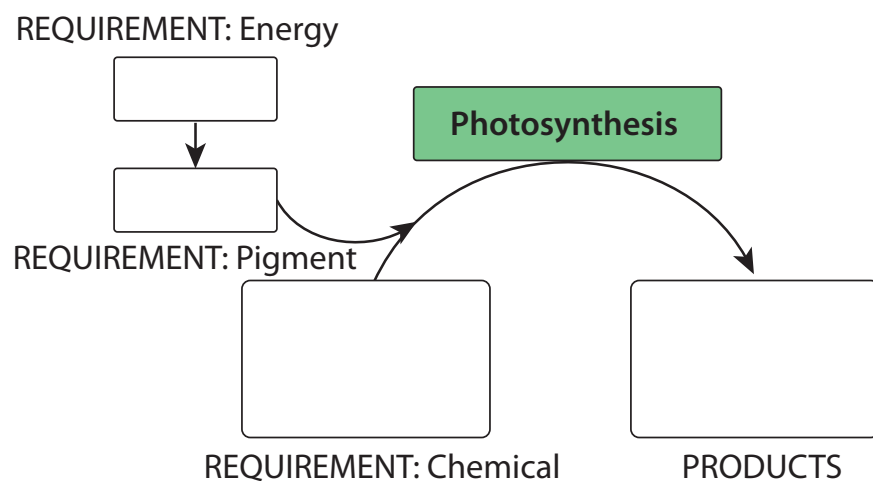 REQUIREMENT: Energy
Photosynthesis
REQUIREMENT: Pigment
REQUIREMENT: Chemical
PRODUCTS